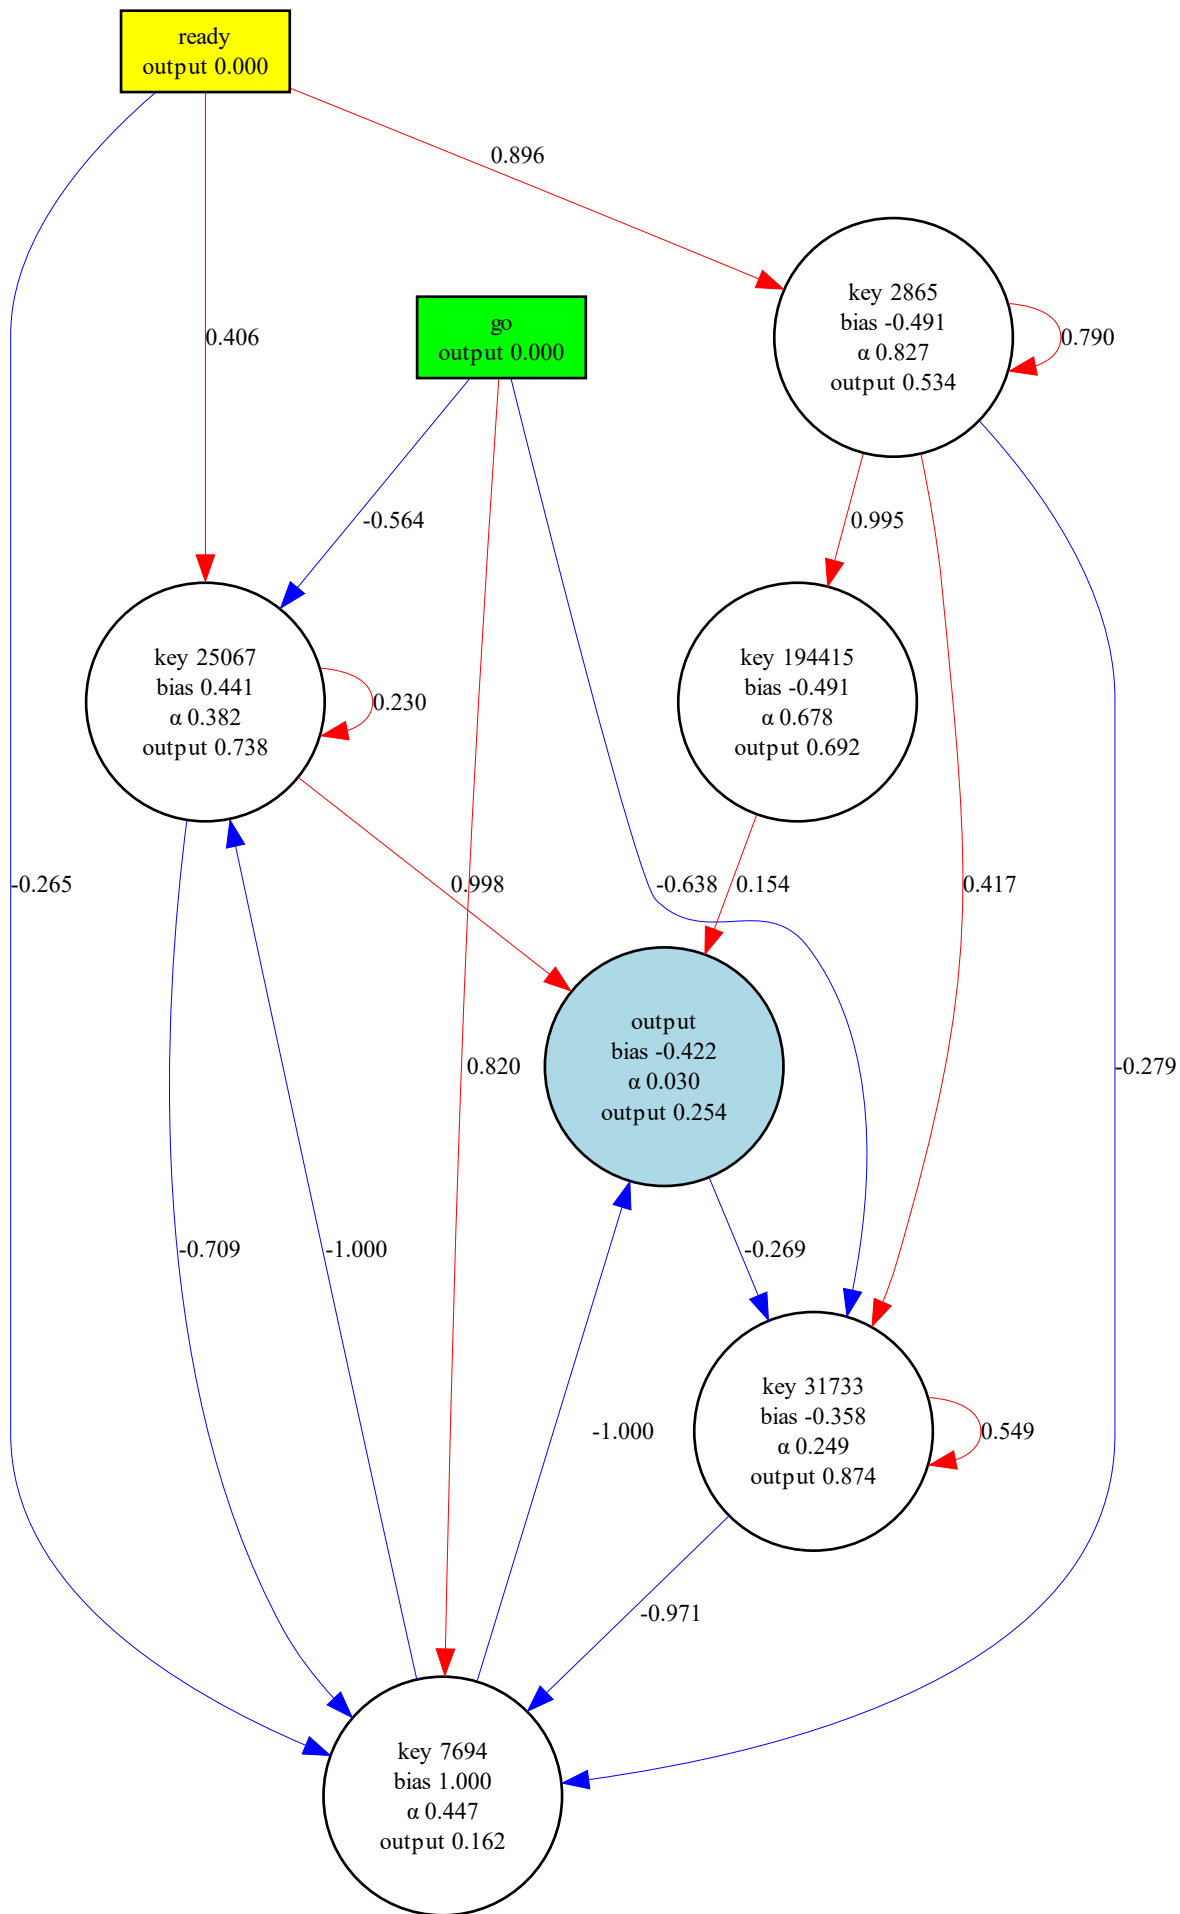 ready
output 0.000
0.896
key 2865
bias -0.491
α 0.827
output 0.534
0.790
go
output 0.000
0.406
-0.564
0.995
key 25067
bias 0.441
α 0.382
output 0.738
0.230
key 194415
bias -0.491
α 0.678
output 0.692
-0.265
0.998
-0.638
0.154
0.417
output
bias -0.422
α 0.030
output 0.254
0.820
-0.279
-0.709
-1.000
-0.269
-1.000
key 31733
bias -0.358
α 0.249
output 0.874
0.549
-0.971
key 7694
bias 1.000
α 0.447
output 0.162